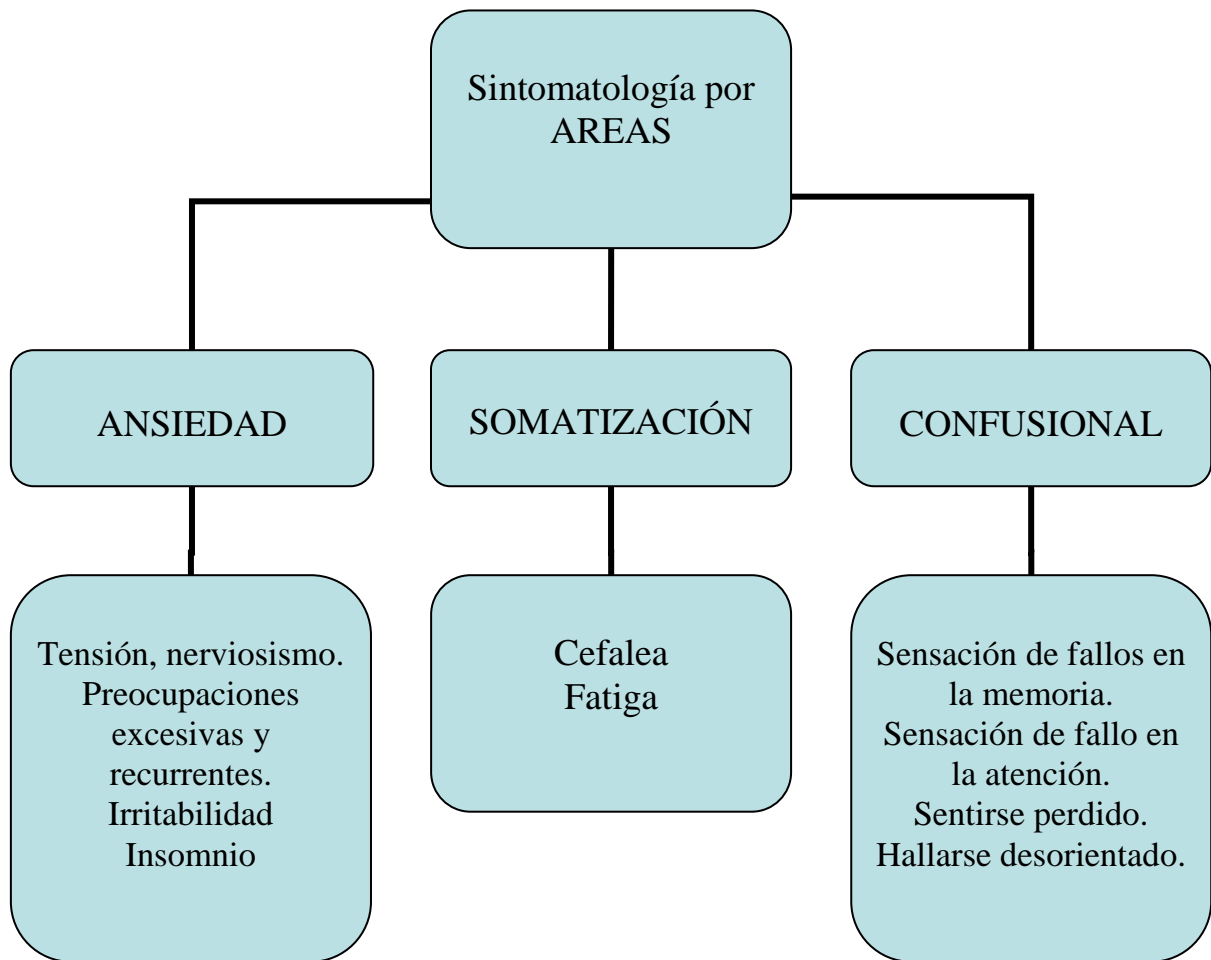 Sintomatología por
AREAS
ANSIEDAD
SOMATIZACIÓN
CONFUSIONAL
Tensión, nerviosismo.
Preocupaciones
excesivas y
recurrentes.
Irritabilidad
Insomnio
Cefalea
Fatiga
Sensación de fallos en
la memoria.
Sensación de fallo en
la atención.
Sentirse perdido.
Hallarse desorientado.